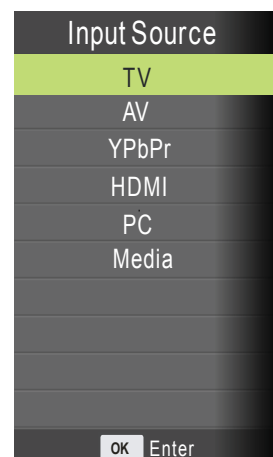 Input Source
TV
AV
YPbPr
HDMI
PC
Media
OK Enter